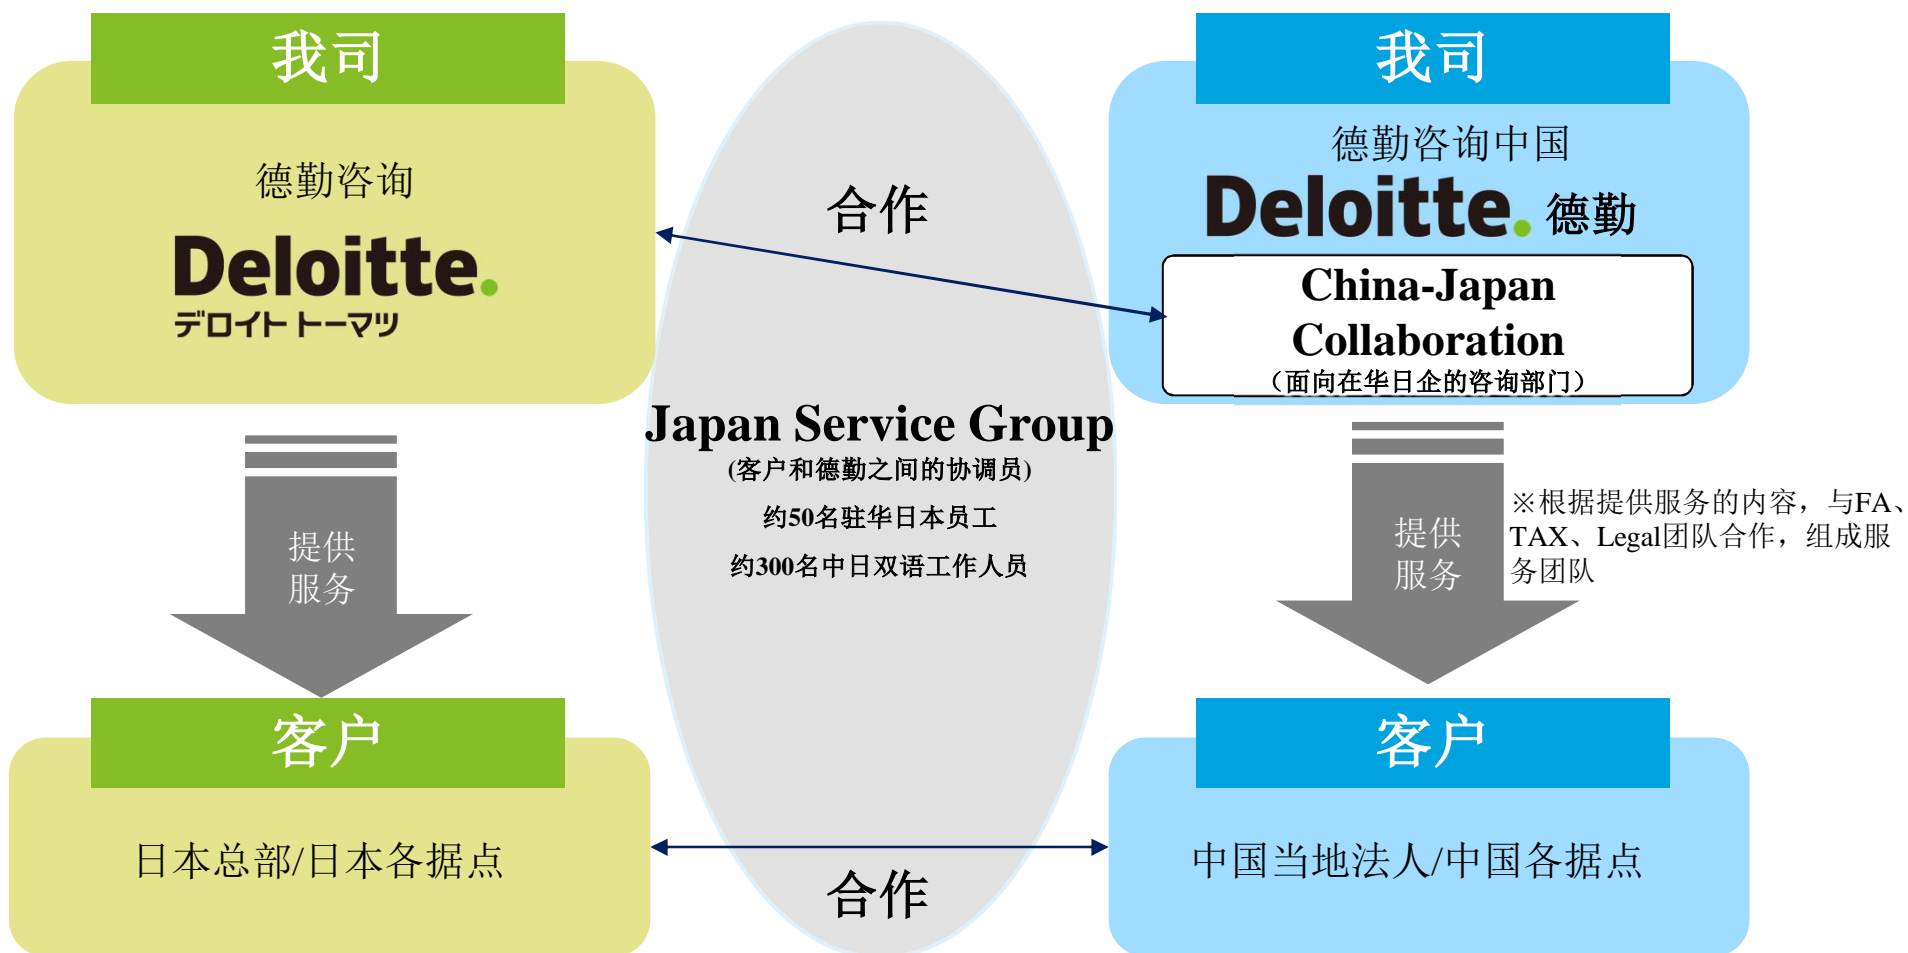 我司
德勤咨询
Deloitte.
デロイト トーマツ
提供
服务
客户
日本总部/日本各据点
合作
Japan Service Group
(客户和德勤之间的协调员)
约50名驻华日本员工
约300名中日双语工作人员
合作
我司
德勤咨询中国
Deloitte. 德勤
China-Japan
Collaboration
（面向在华日企的咨询部门）
提供
服务
※根据提供服务的内容，与FA、
TAX、Legal团队合作，组成服
务团队
客户
中国当地法人/中国各据点